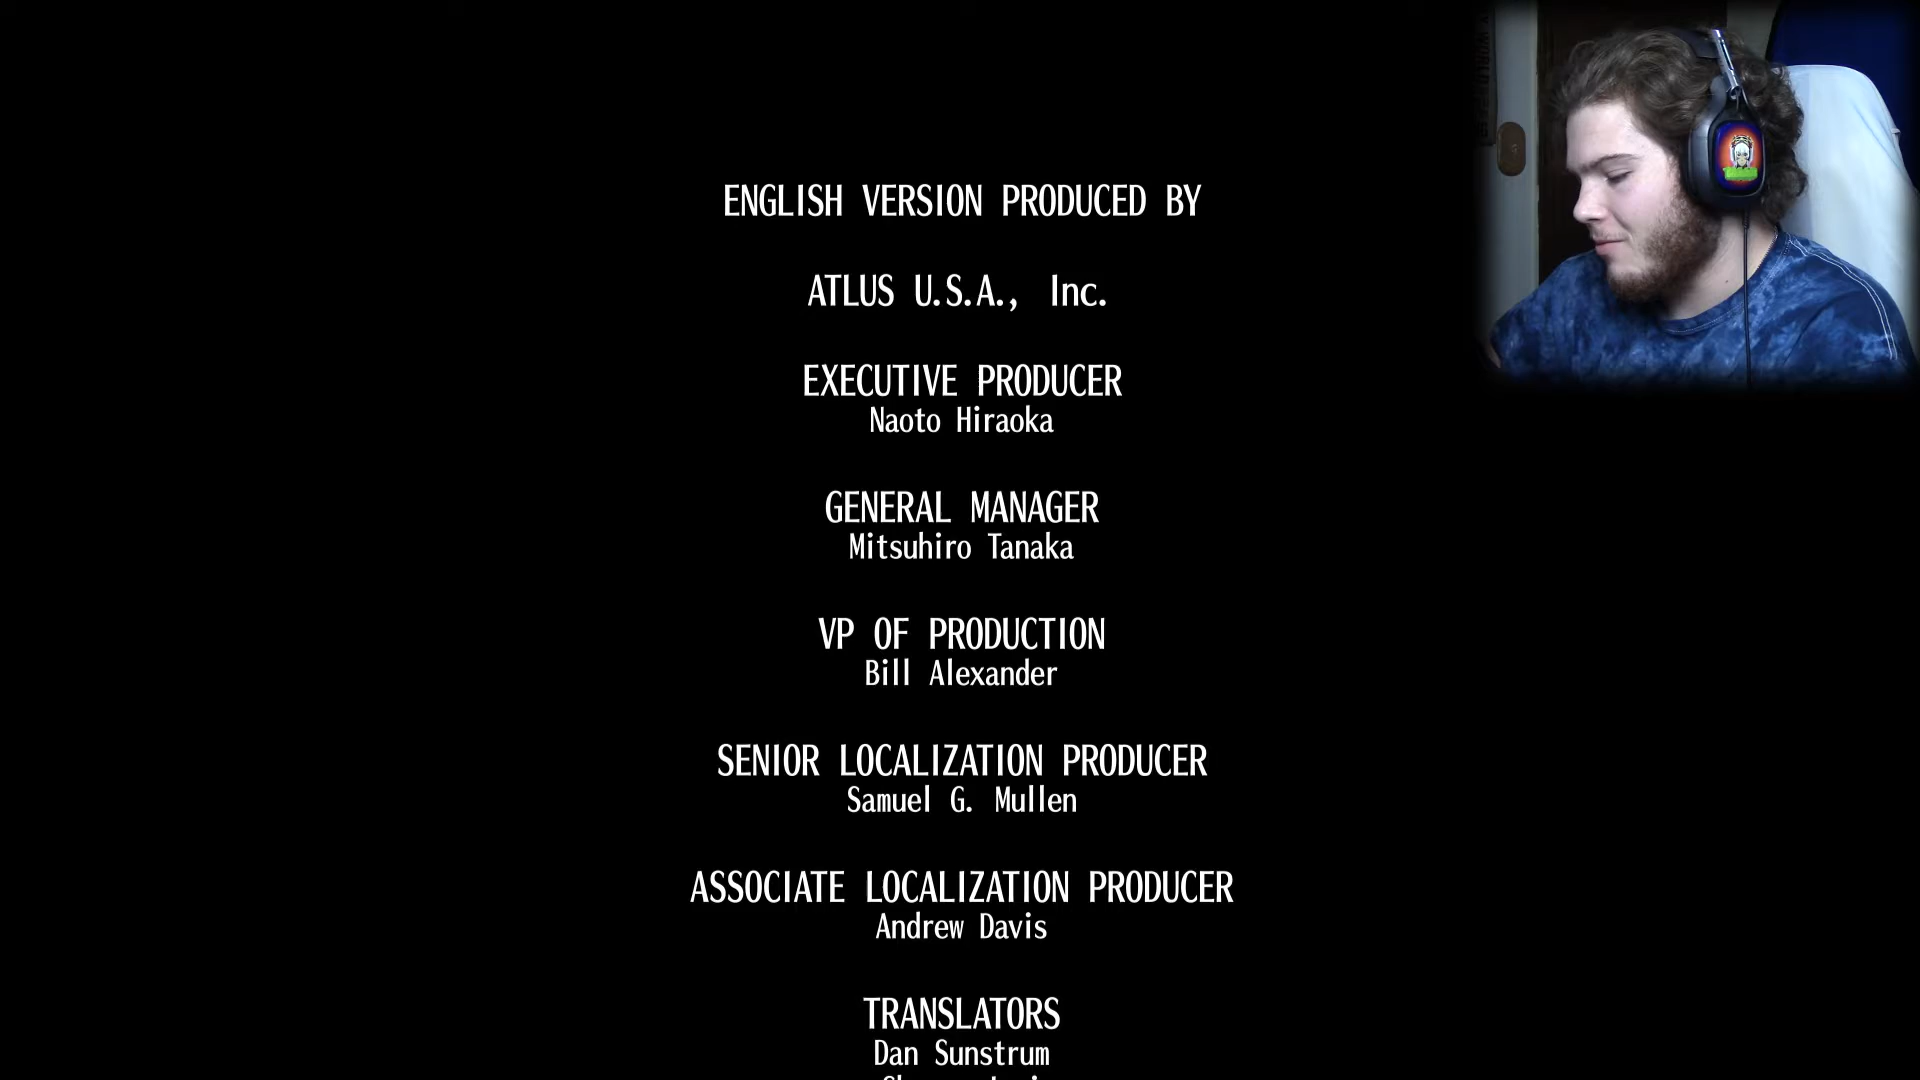 ENGLISH VERSION PRODUCED BY
ATLUS U.S.A., Inc.
EXECUTIVE PRODUCER
Naoto Hiraoka
GENERAL MANAGER
Mitsuhiro Tanaka
VP OF PRODUCTION
Bill Alexander
SENIOR LOCALIZATION PRODUCER
Samuel G. Mullen
ASSOCIATE LOCALIZATION PRODUCER
Andrew Davis
TRANSLATORS
Dan Sunstrum